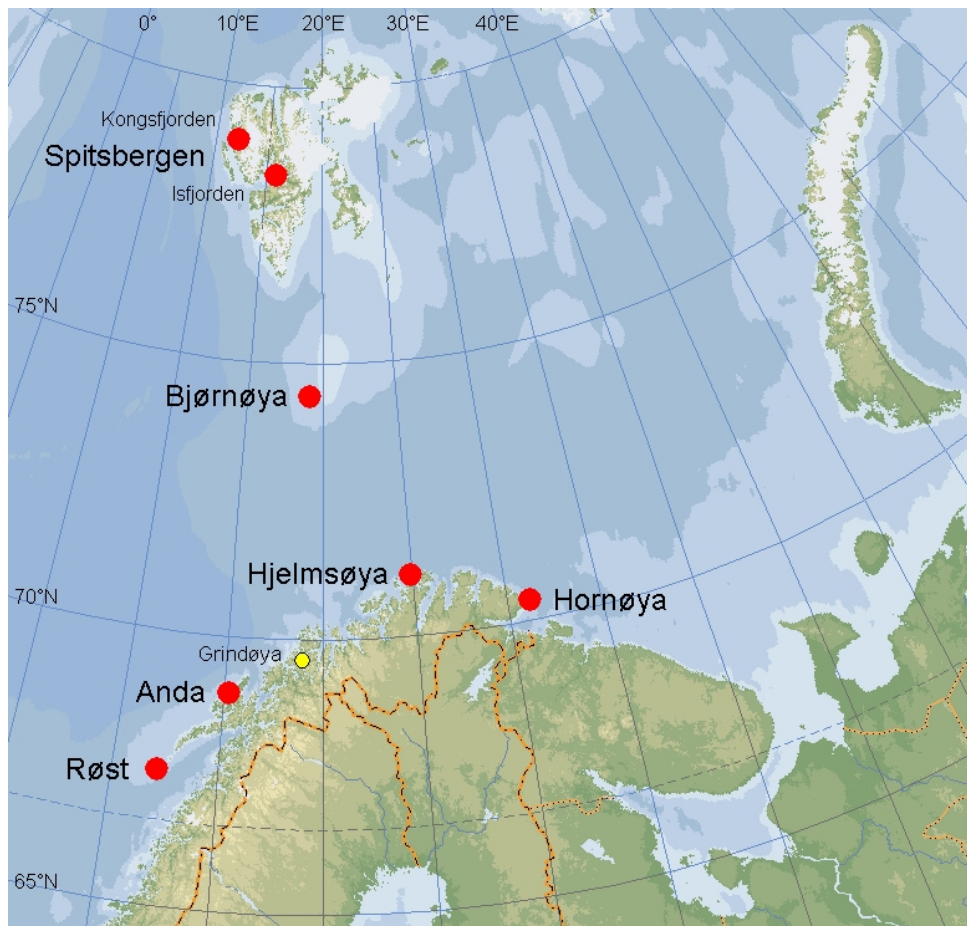 0° 10°E 20°E 30°E 40°E
Kongsfjorden
Spitsbergen
Isfjorden
75°N
Bjørnøya
Hjelmsøya
Hornøya
70°N
Grindøya
Anda
Røst
65°N